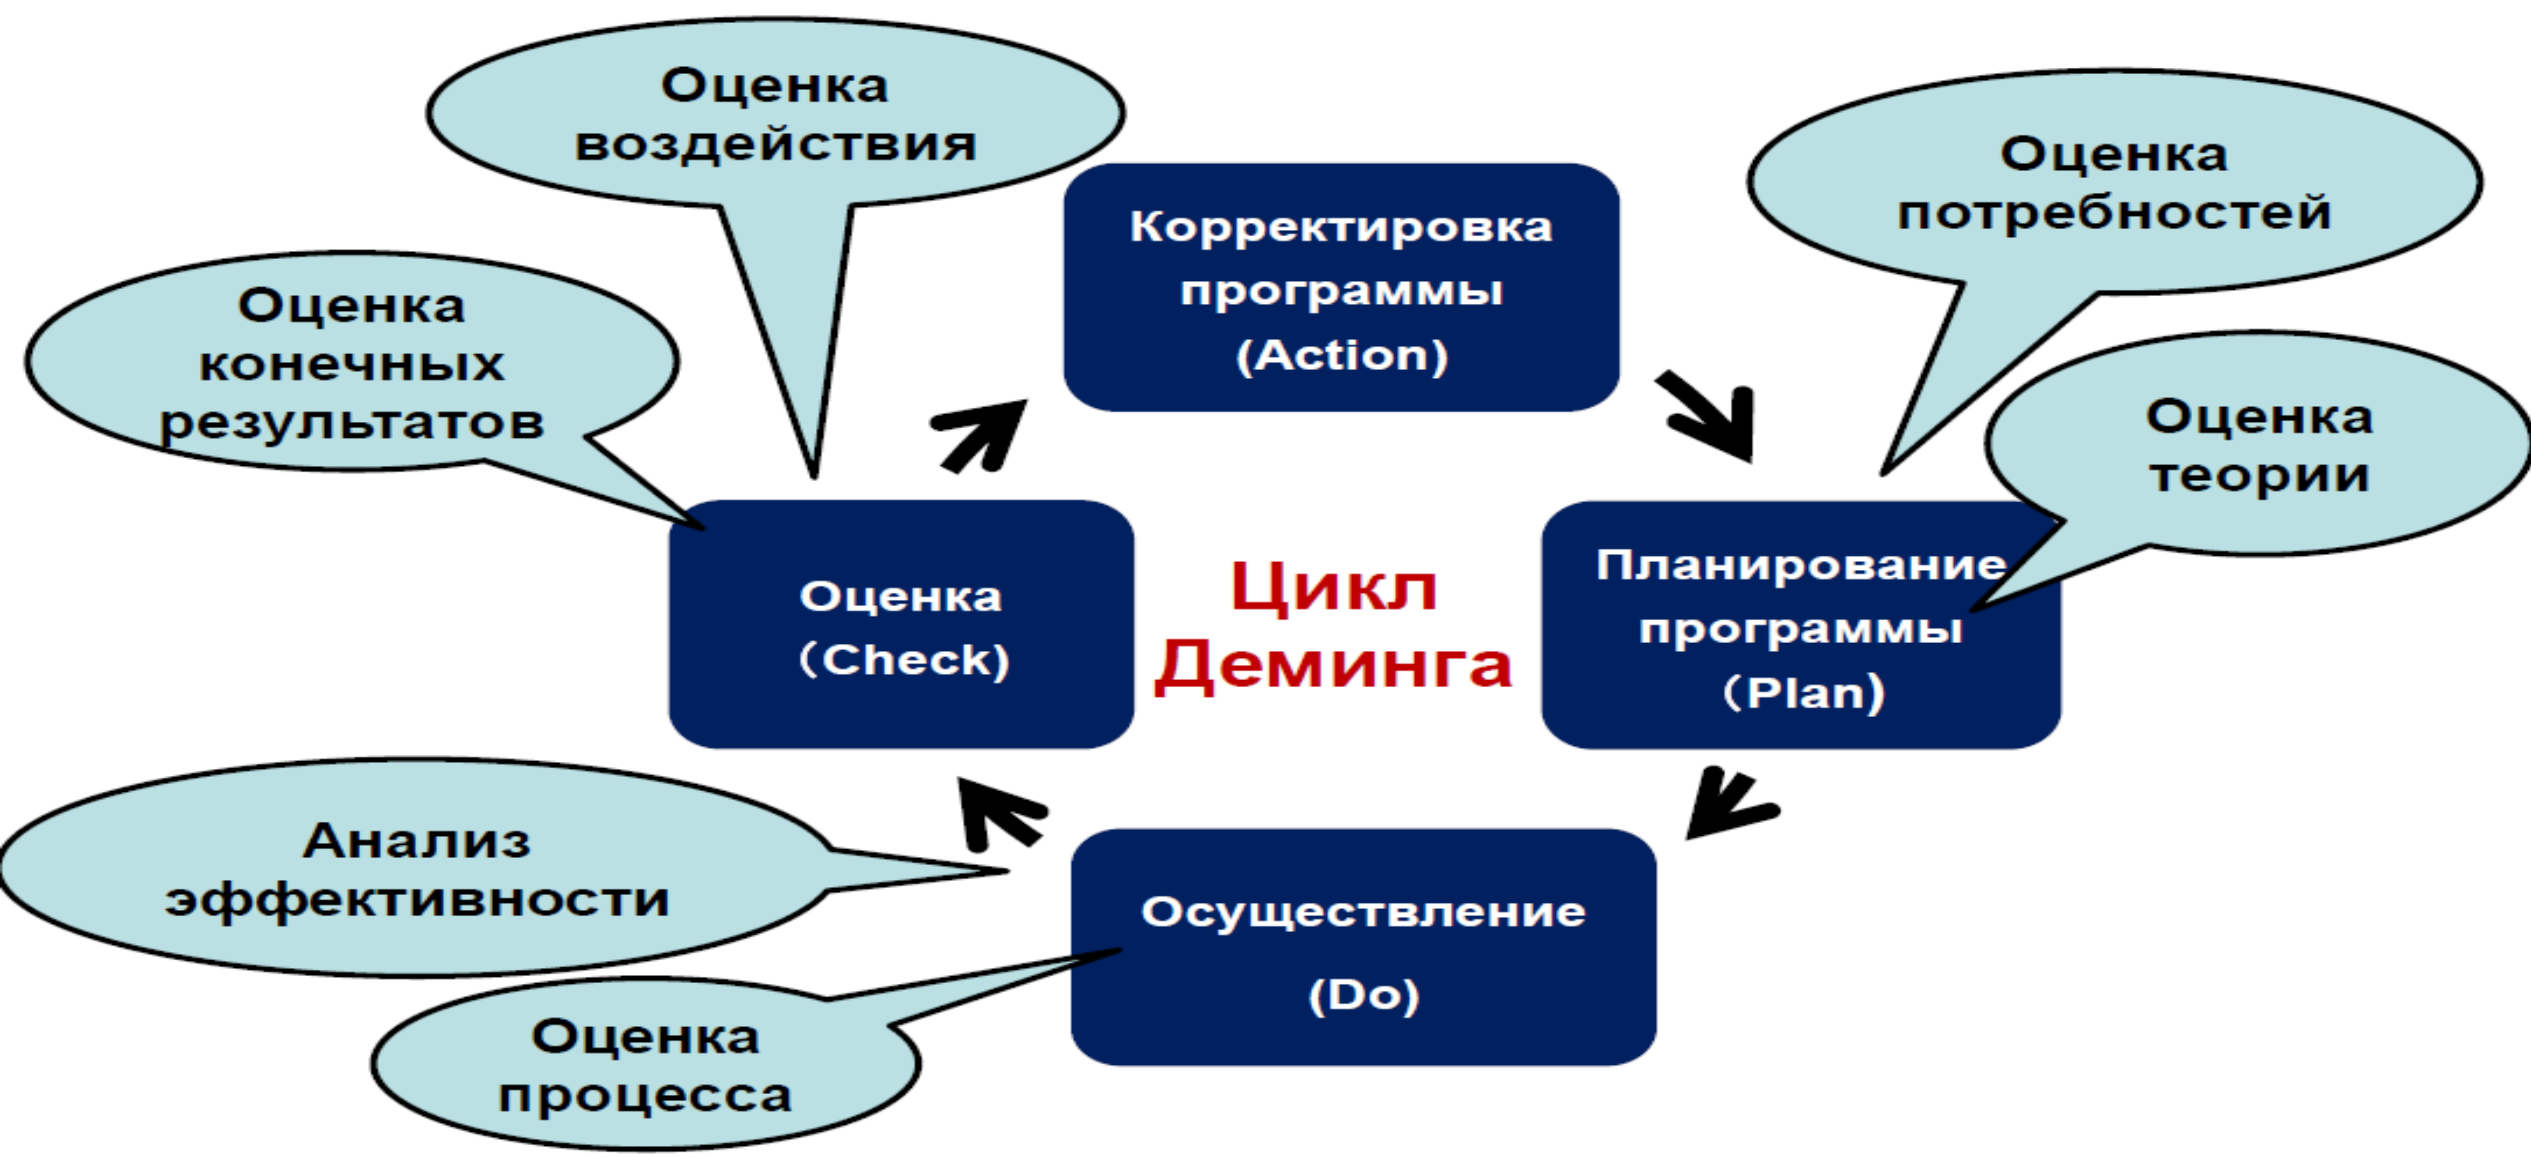 Оценка
воздействия
Оценка
потребностей
Корректировка
программы
(Action)
Оценка
конечных
результатов
Оценка
теории
Оценка
(Check)
Цикл
Деминга
Планирование
программы
(Plan)
Анализ
эффективности
Осуществление
(Do)
Оценка
процесса